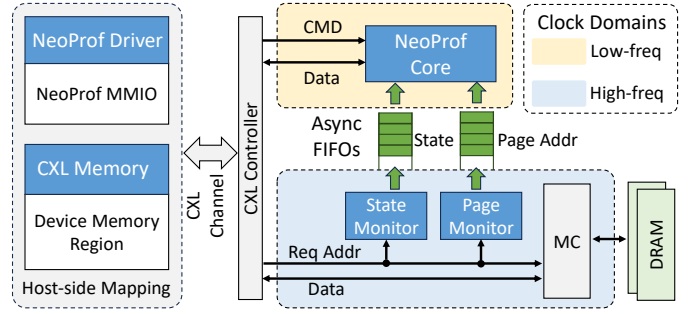 NeoProf Driver
NeoProf MMIO
CXL Memory
Device Memory
Region
Host-side Mapping
CXL
Channel
CXL Controller
CMD
Data
NeoProf
Core
Async
FIFOs
State
Page Addr
State
Monitor
Page
Monitor
Req Addr
Data
MC
DRAM
Clock Domains
Low-freq
High-freq